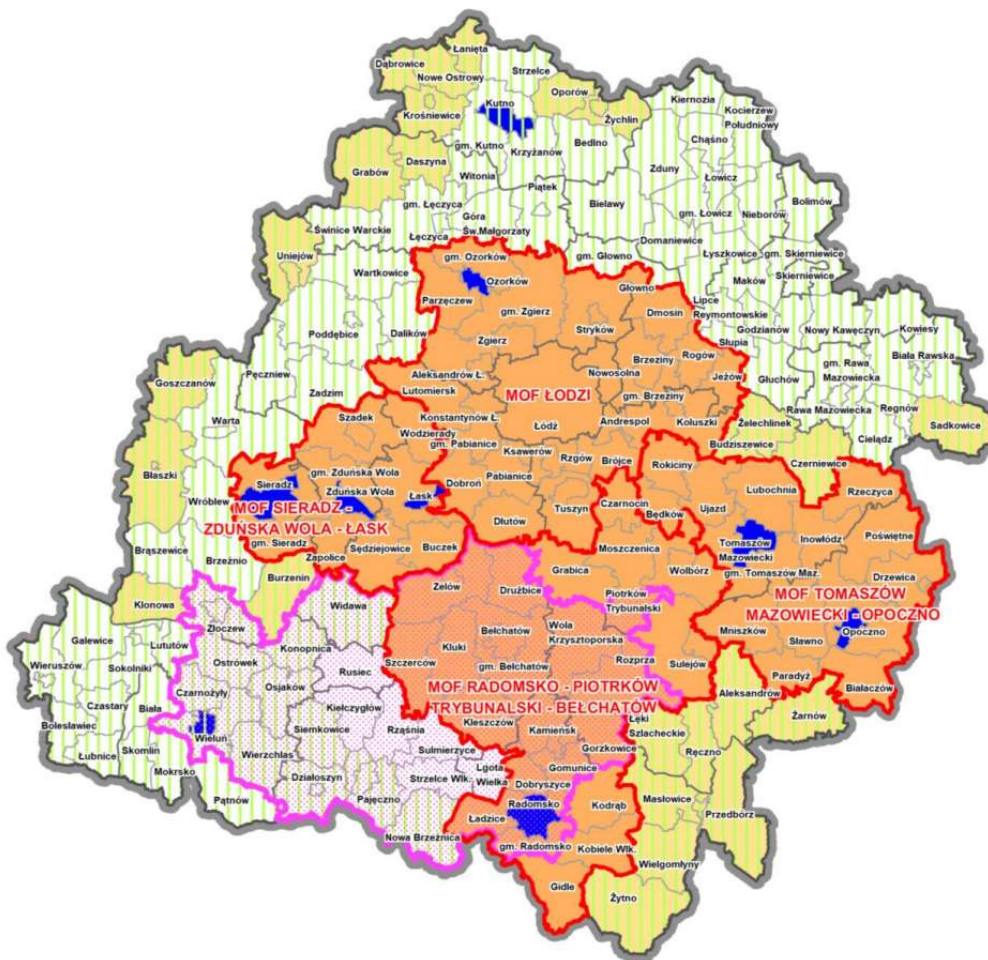 Łanięta
Dąbrowice
Nowe Ostrowy
Strzelce
Oporów
Kutno
Krośniewice
Żychlin
Kiernozia
Kocierzew
Południowy
Chąśno
gm. Kutno
Krzyżanów
Bedlno
Daszyna
Grabów
Witonia
Zduny
Łowicz
Piątek
Bolimów
gm. Łęczyca
Bielawy
gm. Łowicz
Nieborów
Góra
Św.Małgorzaty
Świnice Warckie
Łęczyca
Domaniewice
Uniejów
gm. Ozorków
gm. Głowno
Łyszkowice
gm. Skierniewice
Skierniewice
Wartkowice
Ozorków
Maków
Głowno
Parzęczew
Lipce
Reymontowskie
gm. Zgierz
Dmosin
Poddębice
Stryków
Godzianów
Nowy Kawęczyn
Kowiesy
Dalików
Zgierz
Słupia
Biała Rawska
Brzeziny
Rogów
gm. Rawa
Mazowiecka
Pęczniew
Aleksandrów Ł.
Nowosolna
Jeżów
Głuchów
Goszczanów
Zadzim
Lutomiersk
MOF ŁODZI
gm. Brzeziny
Rawa Mazowiecka
Regnów
Szadek
Konstantynów Ł.
Łódź
Andrespol
Koluszki
Żelechlinek
Sadkowice
Warta
Wodzierady
gm. Pabianice
Budziszewice
Cielądz
Ksawerów
Rzgów
Brójce
Błaszki
gm. Zduńska Wola
Rokiciny
Czerniewice
Sieradz
Zduńska Wola
Łask
Dobroń
Pabianice
Lubochnia
Rzeczyca
Wróblew
MOF SIERADZ -
ZDUŃSKA WOLA - ŁASK
Dłutów
Tuszyn
Czarnocin
Będków
Ujazd
Inowłódz
Poświętne
gm. Sieradz
Zapolice
Sędziejowice
Buczek
Moszczenica
Tomaszów
Mazowiecki
Brąszewice
Brzeźnio
Grabica
Wolbórz
gm. Tomaszów Maz.
Drzewica
Burzenin
Zelów
Drużbice
Piotrków
Trybunalski
MOF TOMASZÓW
MAZOWIECKI - OPOCZNO
Klonowa
Widawa
Złoczew
Bełchatów
Wola
Krzysztoporska
Mniszków
Sławno
Opoczno
Galewice
Lututów
Konopnica
Kluki
Ostrówek
Rusiec
Szczerców
gm. Bełchatów
Rozprza
Sulejów
Wieruszów
Sokolniki
Osjaków
Paradyż
Białaczów
Czarnożyły
MOF RADOMSKO - PIOTRKÓW
TRYBUNALSKI - BEŁCHATÓW
Aleksandrów
Czastary
Biała
Kiełczygłów
Żarnów
Bolesławiec
Wieluń
Siemkowice
Rząśnia
Kleszczów
Kamieńsk
Łęki
Szlacheckie
Łubnice
Skomlin
Wierzchlas
Sulmierzyce
Gorzkowice
Ręczno
Mokrsko
Działoszyn
Strzelce Wlk.
Lgota
Wielka
Gomunice
Dobryszyce
Pątnów
Pajęczno
Radomsko
Kodrąb
Masłowice
Przedbórz
Nowa Brzeźnica
Ładzice
gm. Radomsko
Kobiele Wlk.
Wielgomłyny
Gidle
Żytno